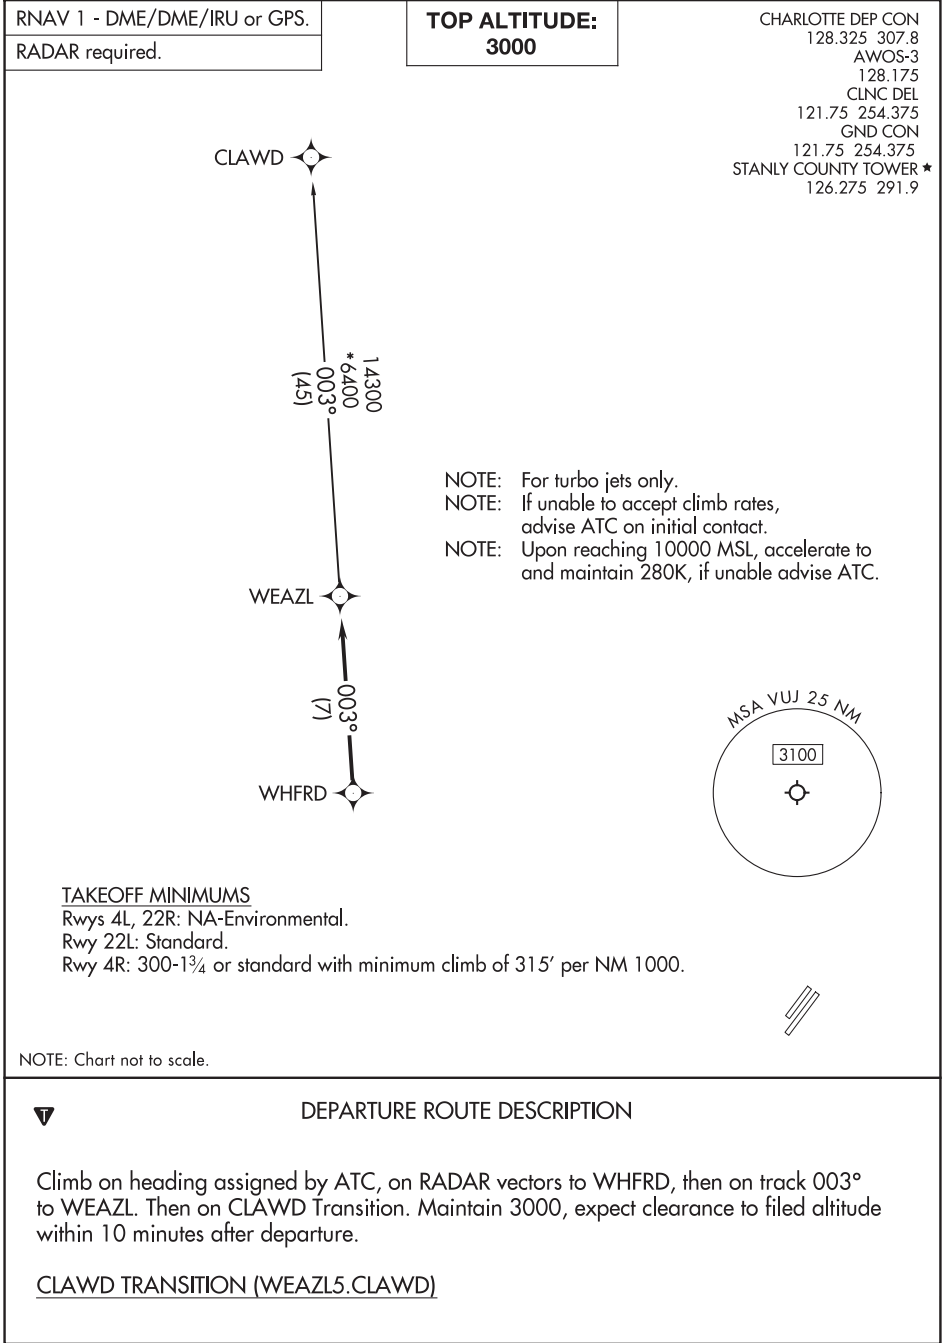 RNAV 1 - DME/DME/IRU or GPS.
RADAR required.
TOP ALTITUDE:
3000
CHARLOTTE DEP CON
128.325 307.8
AWOS-3
128.175
CLNC DEL
121.75 254.375
GND CON
121.75 254.375
STANLY COUNTY TOWER ★
126.275 291.9
CLAWD
14300
*6400
003°
(45)
NOTE: For turbo jets only.
NOTE: If unable to accept climb rates,
advise ATC on initial contact.
NOTE: Upon reaching 10000 MSL, accelerate to
and maintain 280K, if unable advise ATC.
WEAZL
003°
(7)
WHFRD
MSA VUJ 25 NM
3100
TAKEOFF MINIMUMS
Rwys 4L, 22R: NA-Environmental.
Rwy 22L: Standard.
Rwy 4R: 300-1¾ or standard with minimum climb of 315' per NM 1000.
NOTE: Chart not to scale.
T
DEPARTURE ROUTE DESCRIPTION
Climb on heading assigned by ATC, on RADAR vectors to WHFRD, then on track 003°
to WEAZL. Then on CLAWD Transition. Maintain 3000, expect clearance to filed altitude
within 10 minutes after departure.
CLAWD TRANSITION (WEAZL5.CLAWD)